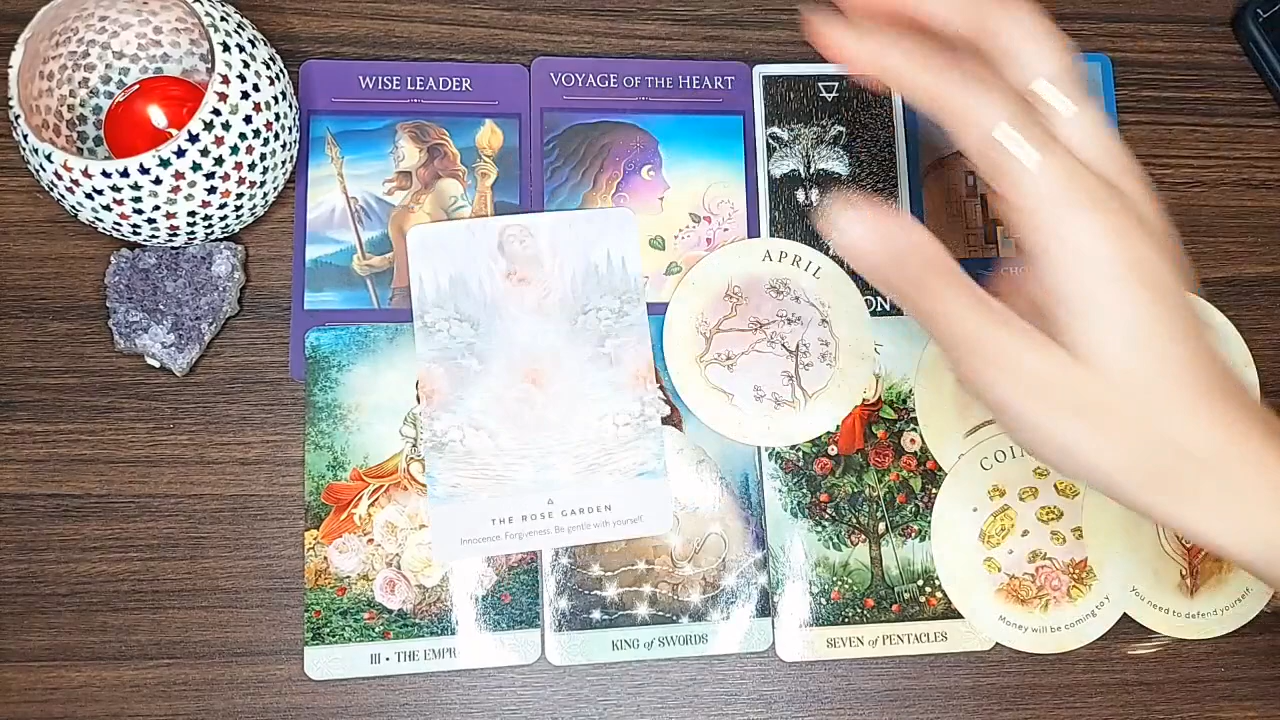 WISE LEADER
VOYAGE OF THE HEART
APRIL
THE ROSE GARDEN
Innocence. Forgiveness. Be gentle with yourself.
Money will be coming to y
You need to defend yourself.
III • THE EMPR
KING of SWORDS
SEVEN of PENTACLES